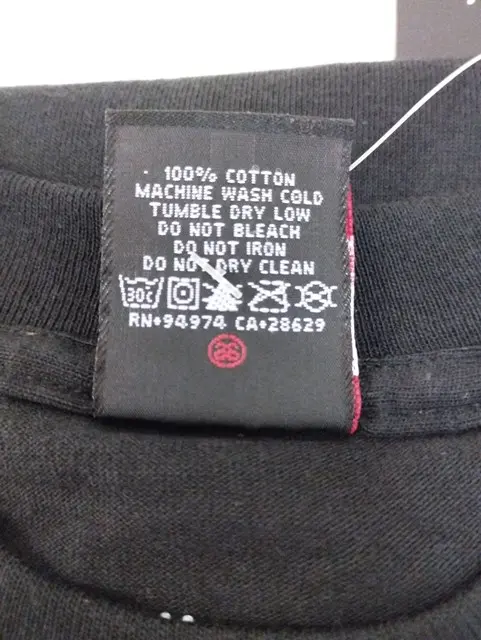 100% COTTON
MACHINE WASH COLD
TUMBLE DRY LOW
DO NOT BLEACH
DO NOT IRON
DO NOT DRY CLEAN
30c
RN•94974 CA•28629